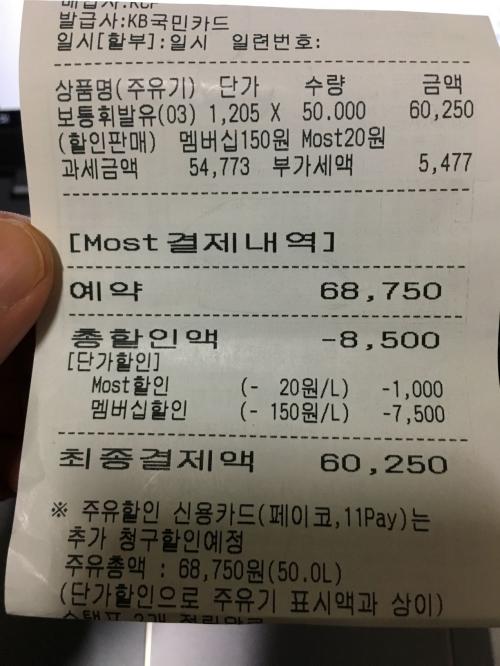 매입사:KCP
발급사:KB국민카드
일시[할부]:일시 일련번호:
상품명(주유기) 단가 수량 금액
보통휘발유(03) 1,205 X 50.000 60,250
(할인판매) 멤버십150원 Most20원
과세금액 54,773 부가세액 5,477
[Most결제내역]
예약 68,750
총할인액 -8,500
[단가할인]
Most할인 (- 20원/L) -1,000
멤버십할인 (- 150원/L) -7,500
최종결제액 60,250
※ 주유할인 신용카드(페이코,11Pay)는
추가 청구할인예정
주유총액 : 68,750원(50.0L)
(단가할인으로 주유기 표시액과 상이)